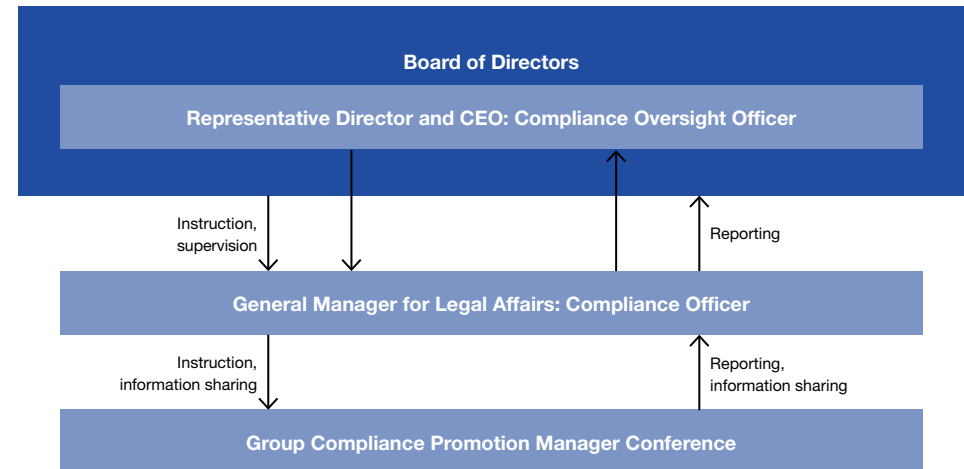 Board of Directors
Representative Director and CEO: Compliance Oversight Officer
Instruction,
supervision
Reporting
General Manager for Legal Affairs: Compliance Officer
Instruction,
information sharing
Reporting,
information sharing
Group Compliance Promotion Manager Conference